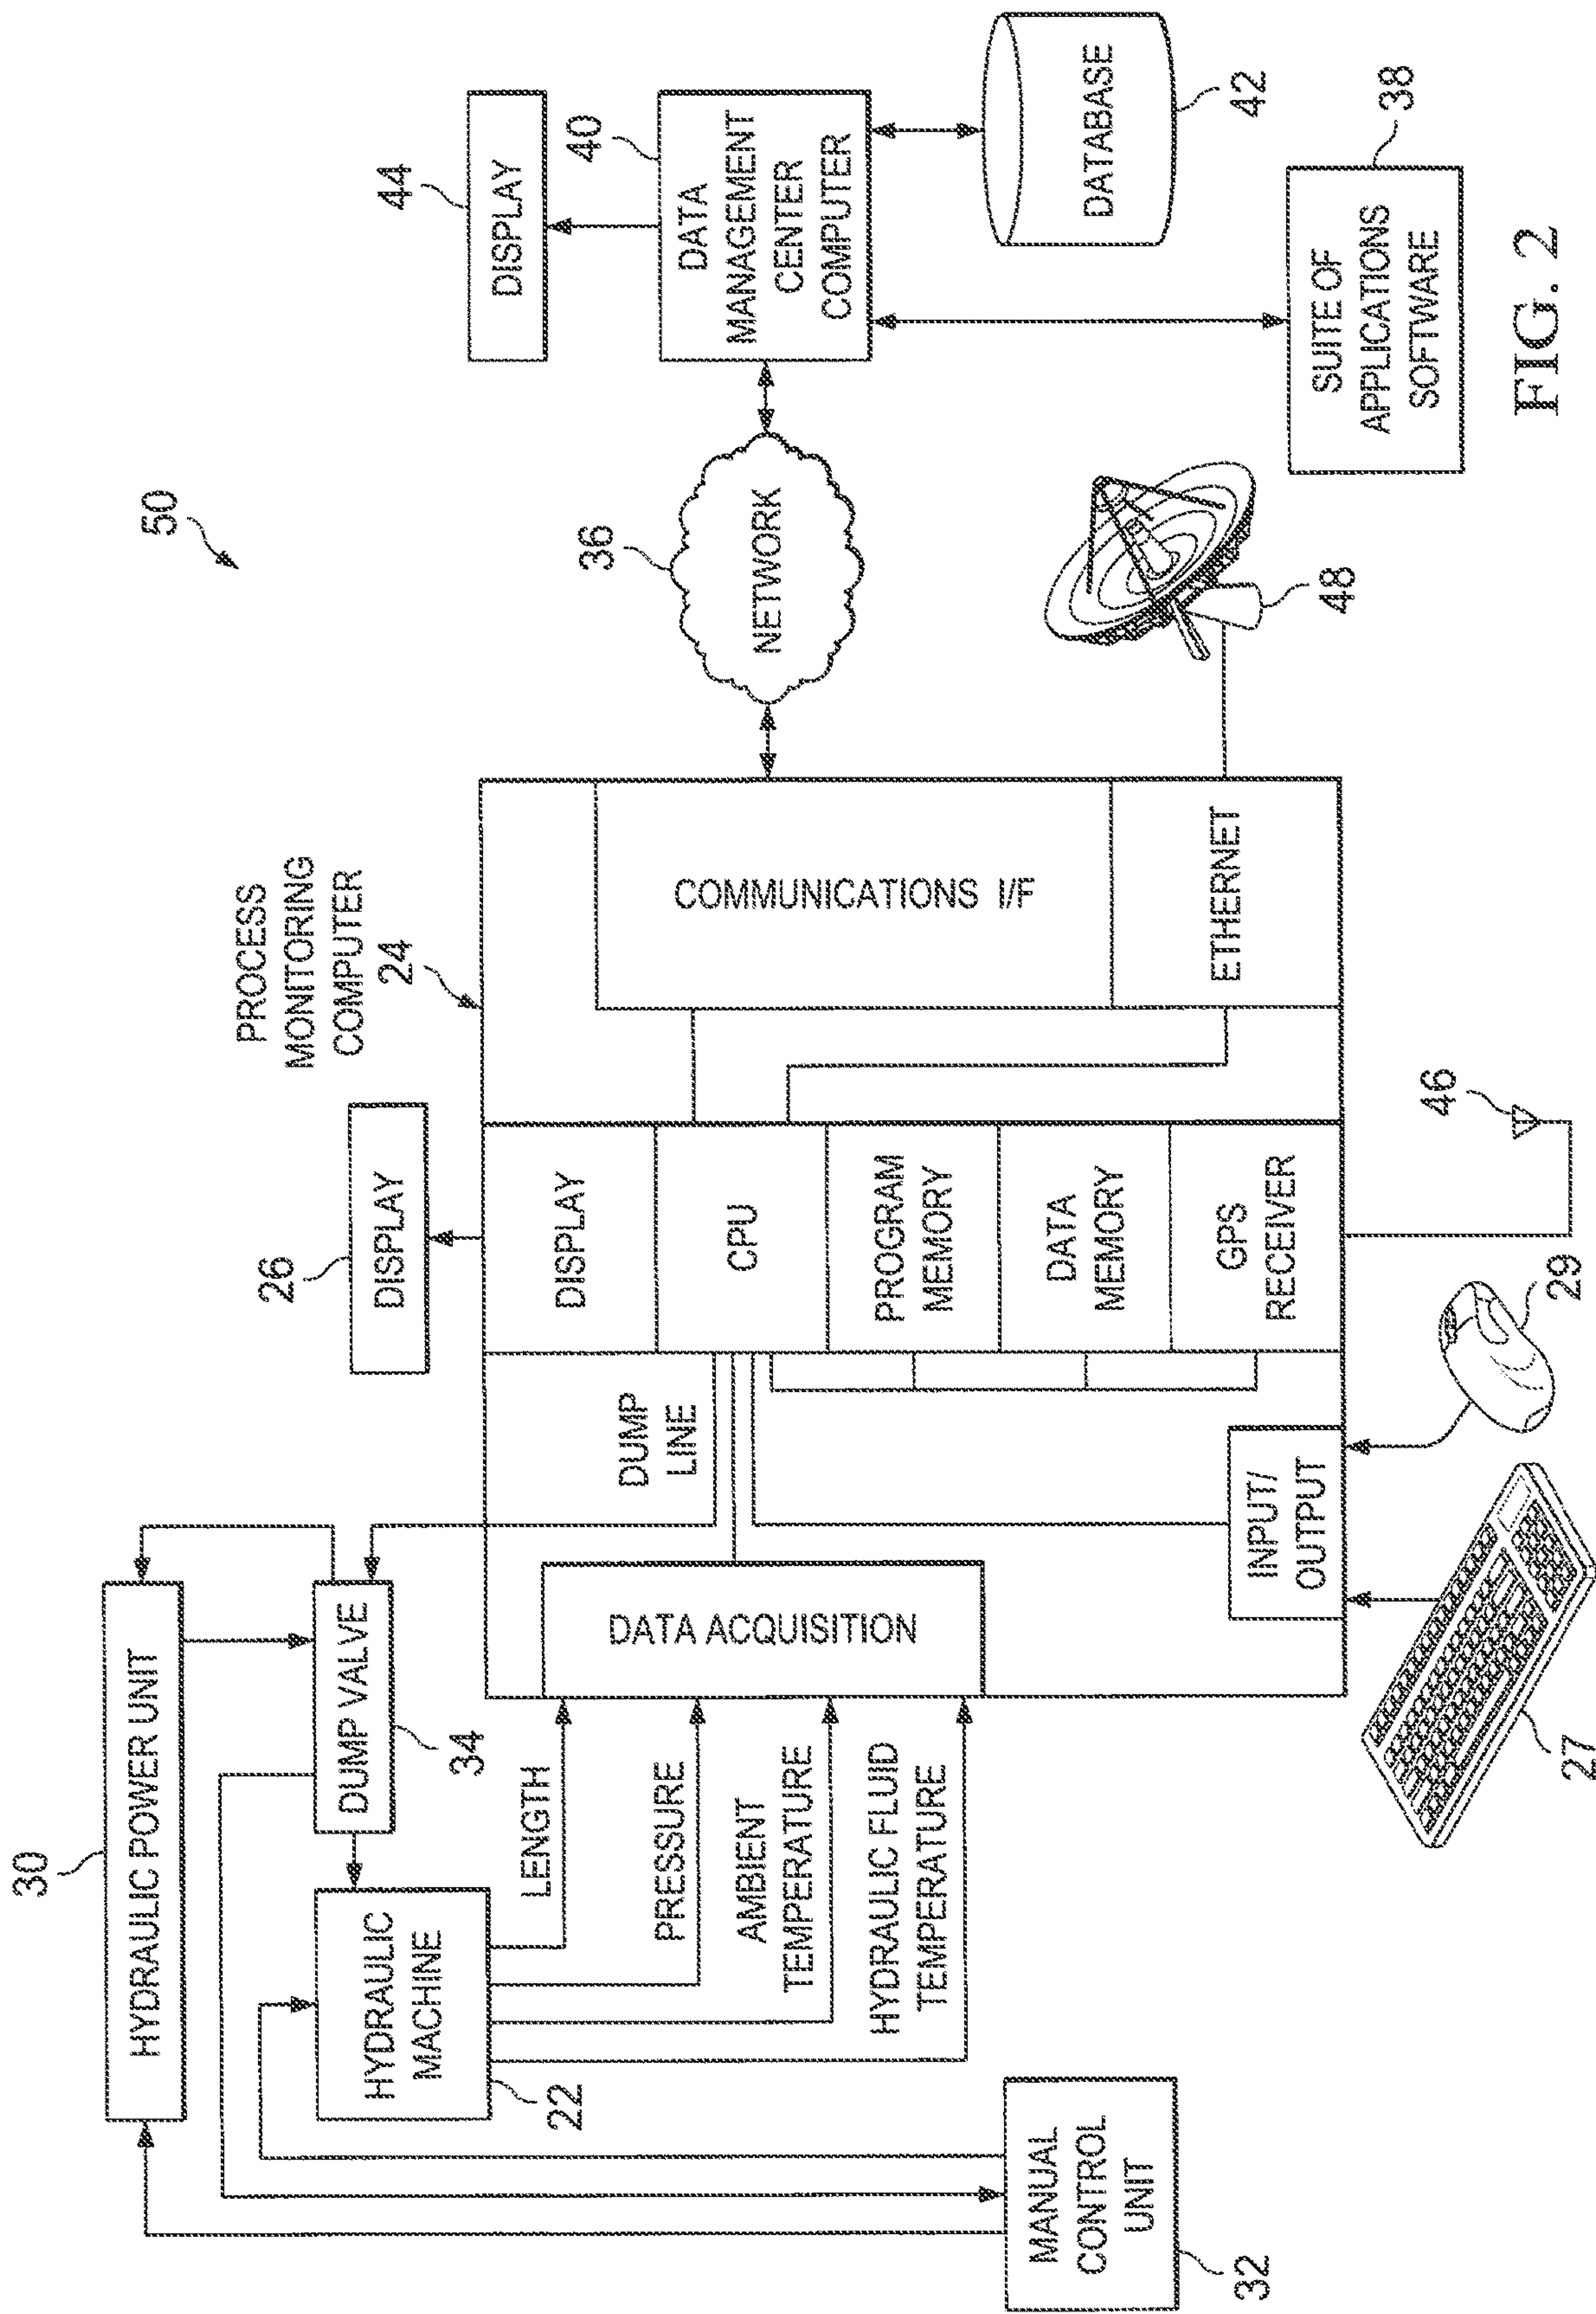 30
HYDRAULIC POWER UNIT
DUMP VALVE
34
HYDRAULIC
MACHINE
22
LENGTH
PRESSURE
AMBIENT
TEMPERATURE
HYDRAULIC FLUID
TEMPERATURE
MANUAL
CONTROL
UNIT
32
PROCESS
MONITORING
COMPUTER
24
26
DISPLAY
DUMP
LINE
DATA ACQUISITION
INPUT/
OUTPUT
27
29
DISPLAY
CPU
PROGRAM
MEMORY
DATA
MEMORY
GPS
RECEIVER
46
COMMUNICATIONS I/F
ETHERNET
48
50
36
NETWORK
44
DISPLAY
40
DATA
MANAGEMENT
CENTER
COMPUTER
DATABASE
42
38
SUITE OF
APPLICATIONS
SOFTWARE
FIG. 2